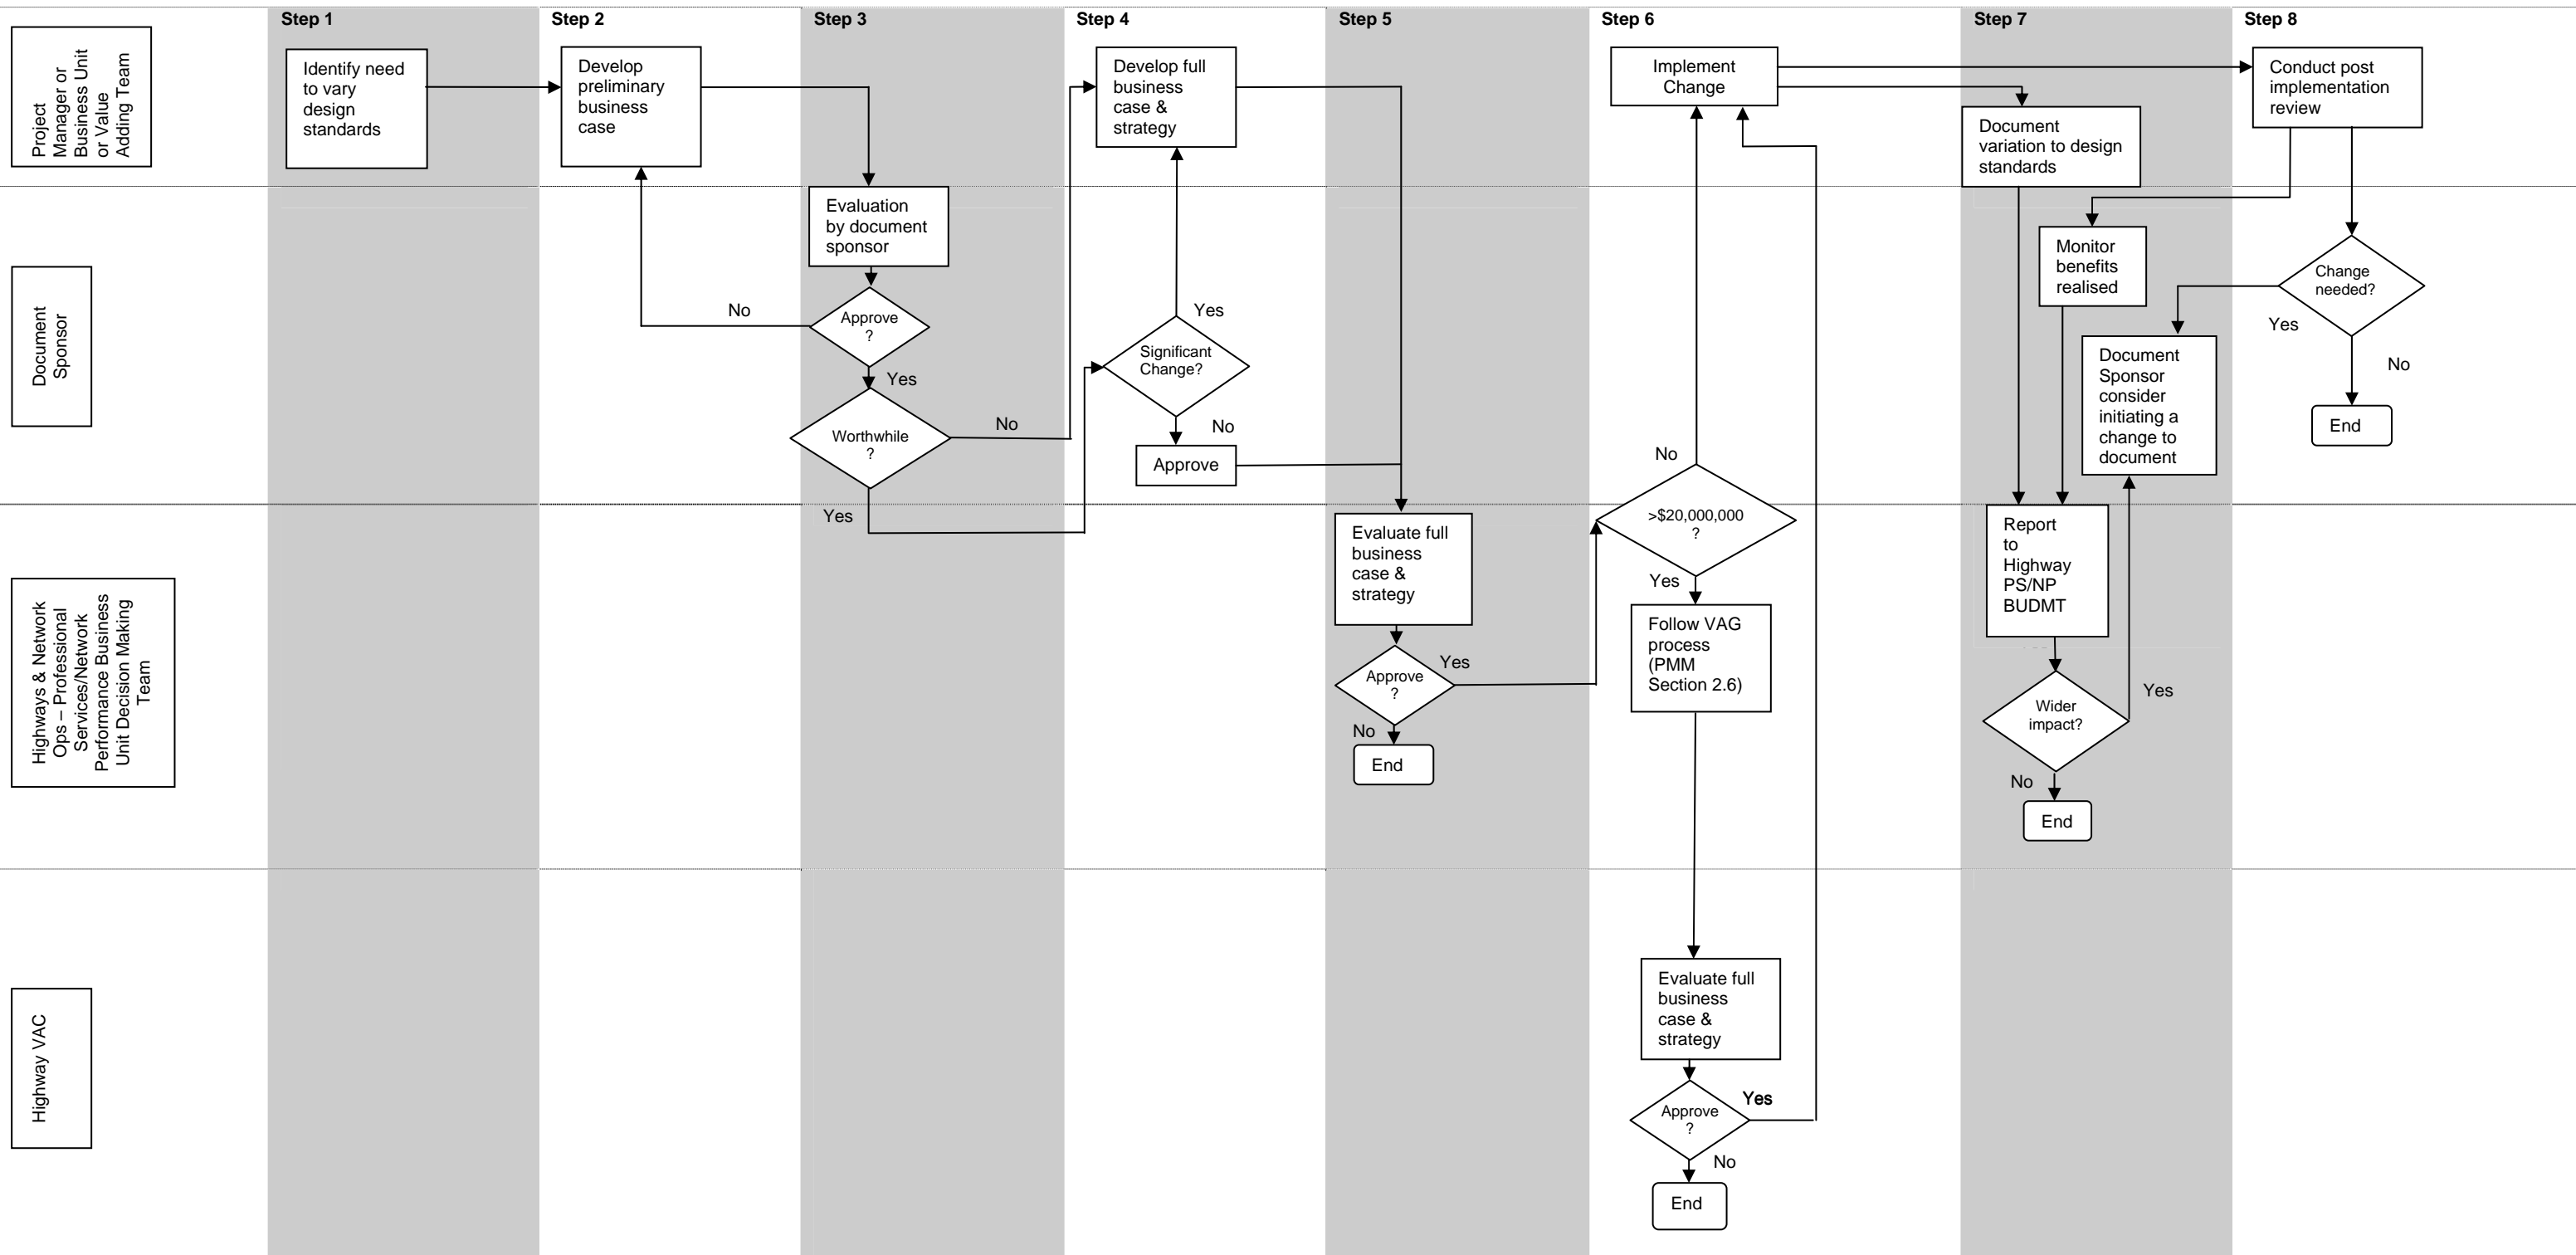 Step 1
Step 2
Step 3
Step 4
Step 5
Step 6
Step 7
Step 8
Project
Manager or
Business Unit
or Value
Adding Team
Identify need
to vary
design
standards
Develop
preliminary
business
case
Develop full
business
case &
strategy
Implement
Change
Document
variation to design
standards
Conduct post
implementation
review
Document
Sponsor
Evaluation
by document
sponsor
Approve
?
No
Yes
Worthwhile
?
No
Yes
Significant
Change?
Yes
No
Approve
Monitor
benefits
realised
Document
Sponsor
consider
initiating a
change to
document
Change
needed?
Yes
No
End
Highways & Network
Ops – Professional
Services/Network
Performance Business
Unit Decision Making
Team
Evaluate full
business
case &
strategy
Approve
?
Yes
No
End
No
>$20,000,000
?
Yes
Follow VAG
process
(PMM
Section 2.6)
Report
to
Highway
PS/NP
BUDMT
Wider
impact?
Yes
No
End
Highway VAC
Evaluate full
business
case &
strategy
Approve
?
Yes
No
End